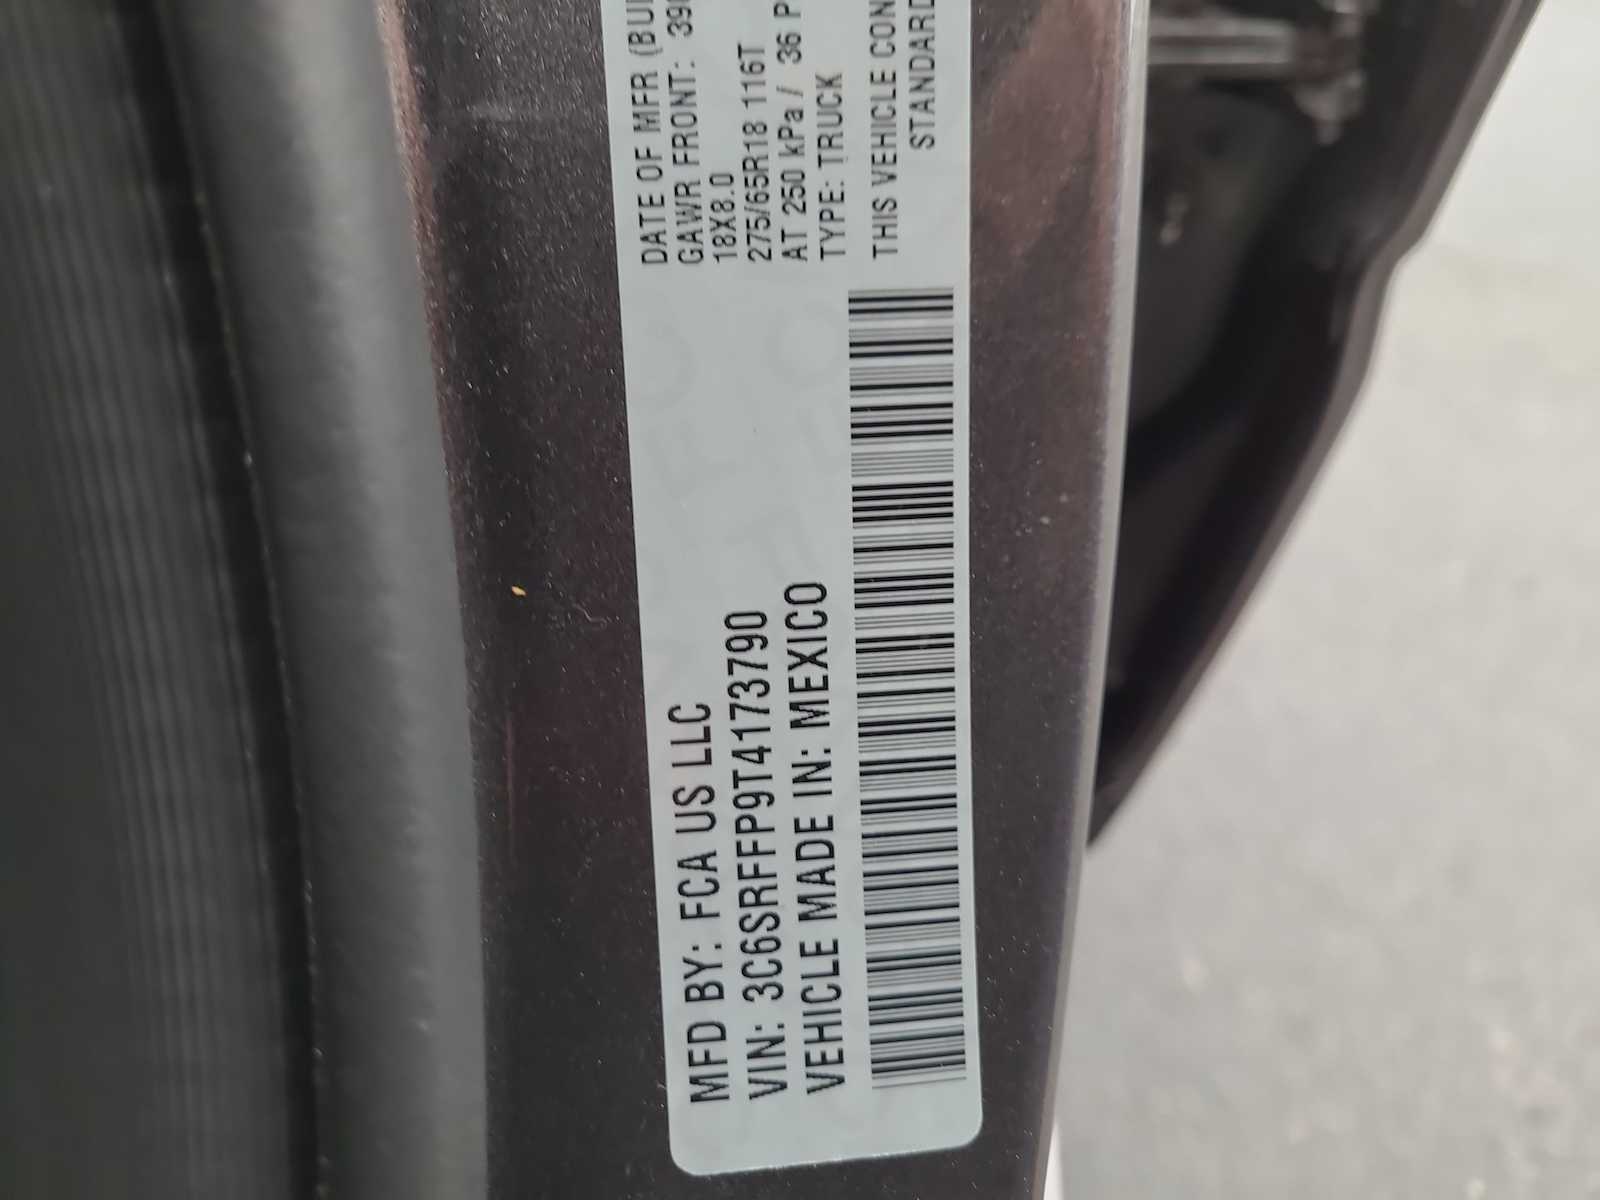 MFD BY: FCA US LLC
VIN: 3C6SRFFP9T4173790
VEHICLE MADE IN: MEXICO
DATE OF MFR
GAWR FRONT:
18X8.0
275/65R18 116T
AT 250 kPa / 36
TYPE: TRUCK
THIS VEHICLE
STANDARD